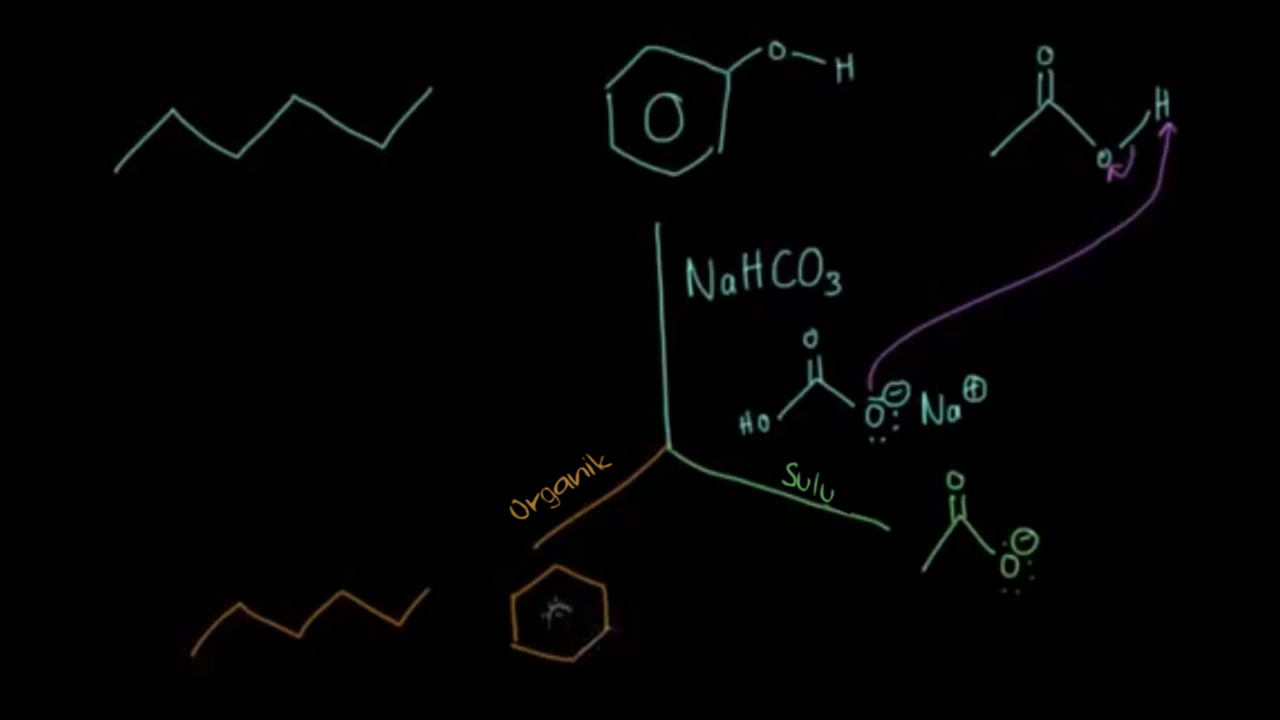 O H
O
O H
NaHCO₃
O
HO O⊖ Na⊕
Organik
Sulu
O
O⊖